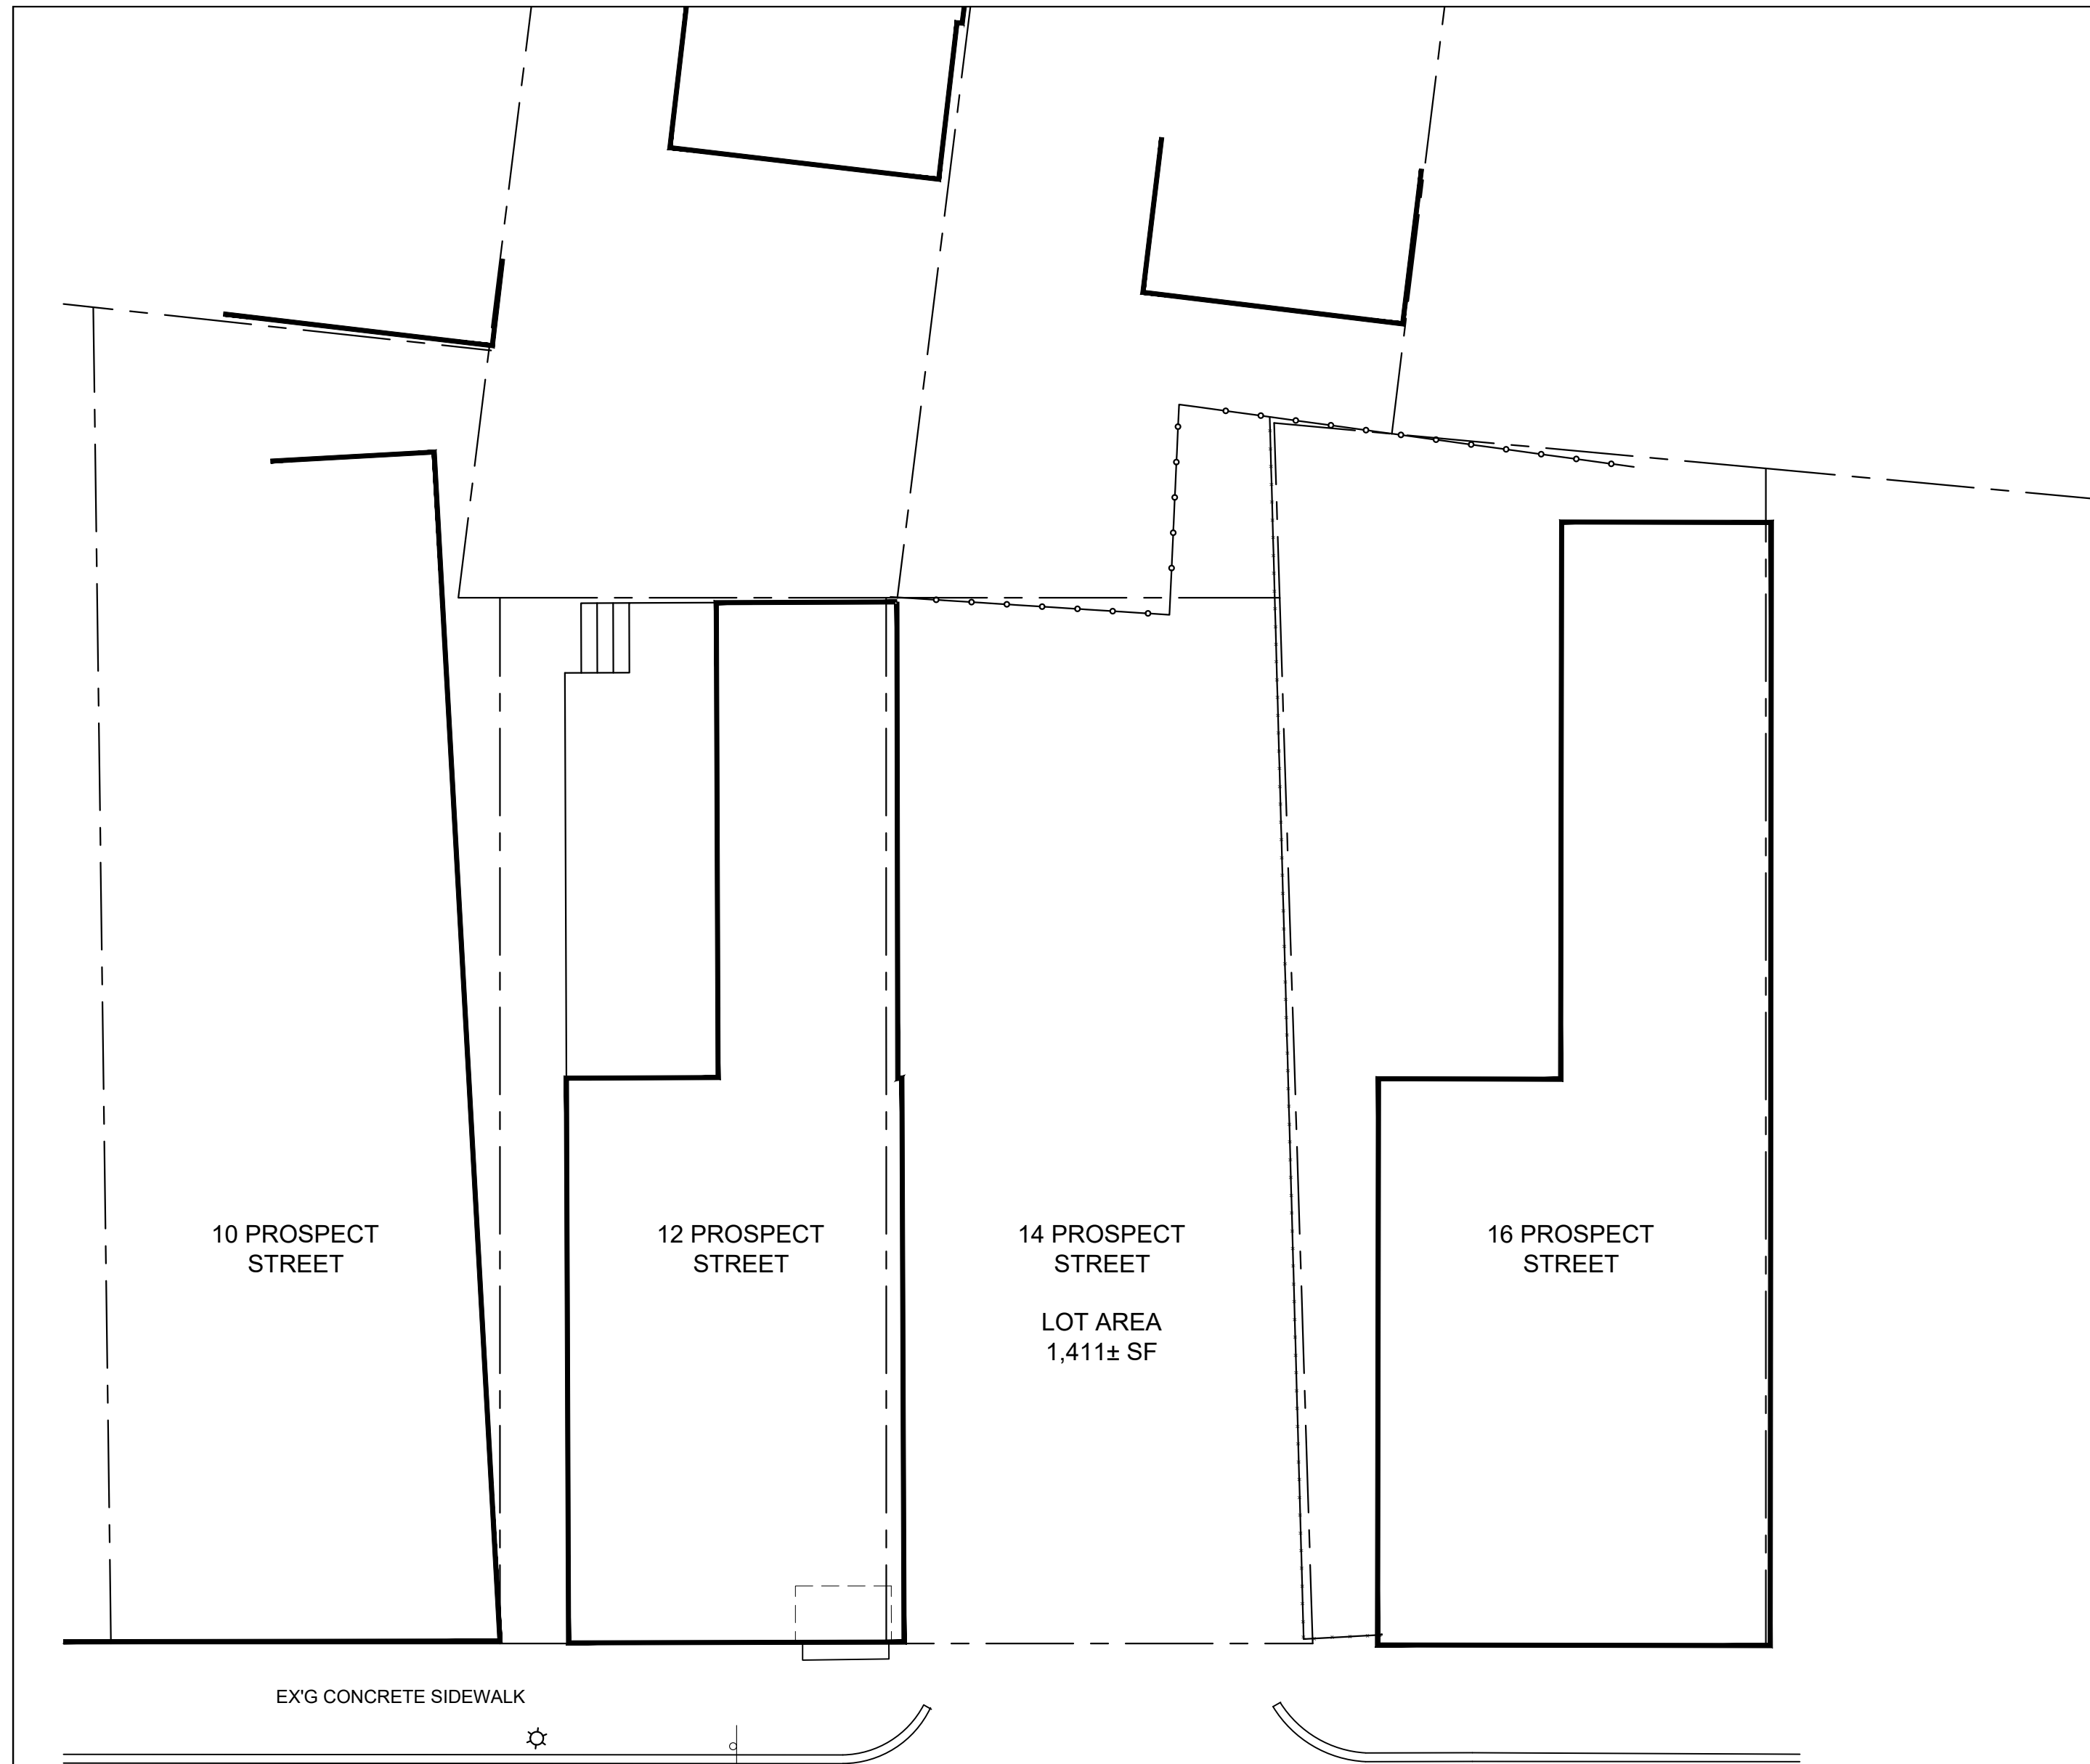 10 PROSPECT
STREET
12 PROSPECT
STREET
14 PROSPECT
STREET
LOT AREA
1,411± SF
16 PROSPECT
STREET
EX'G CONCRETE SIDEWALK